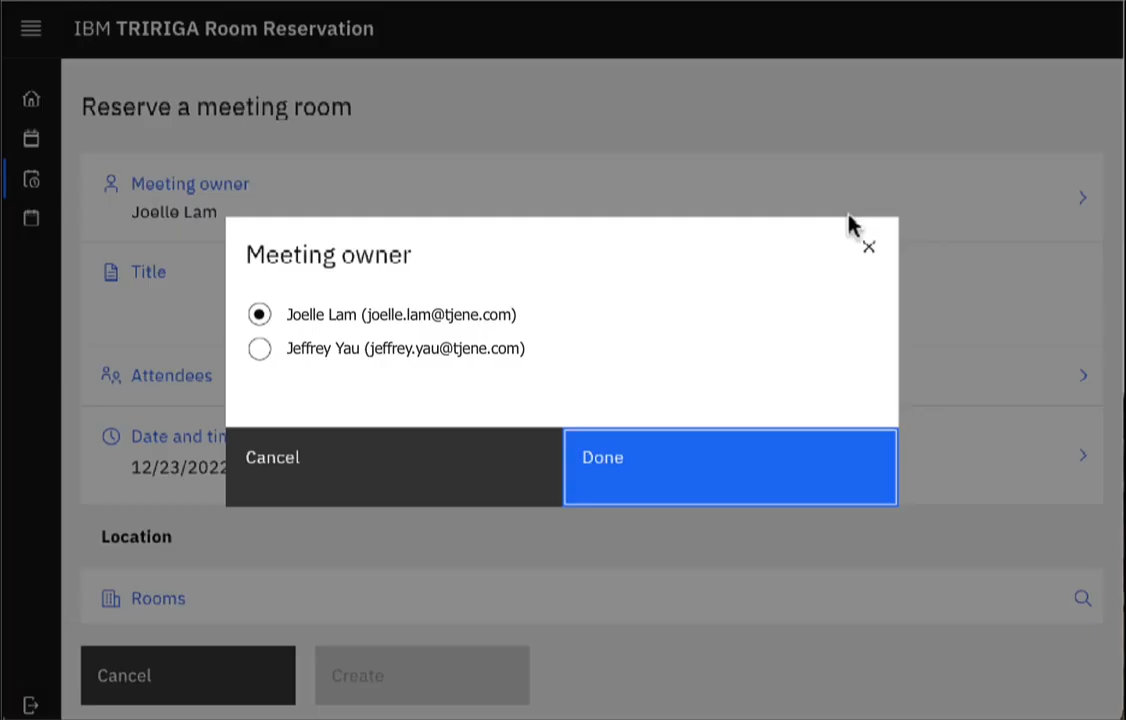 IBM TRIRIGA Room Reservation
Reserve a meeting room
Meeting owner
Joelle Lam
Title
Attendees
Date and tim
12/23/2022
Location
Rooms
Cancel
Create
Meeting owner
Joelle Lam (joelle.lam@tjene.com)
Jeffrey Yau (jeffrey.yau@tjene.com)
Cancel
Done